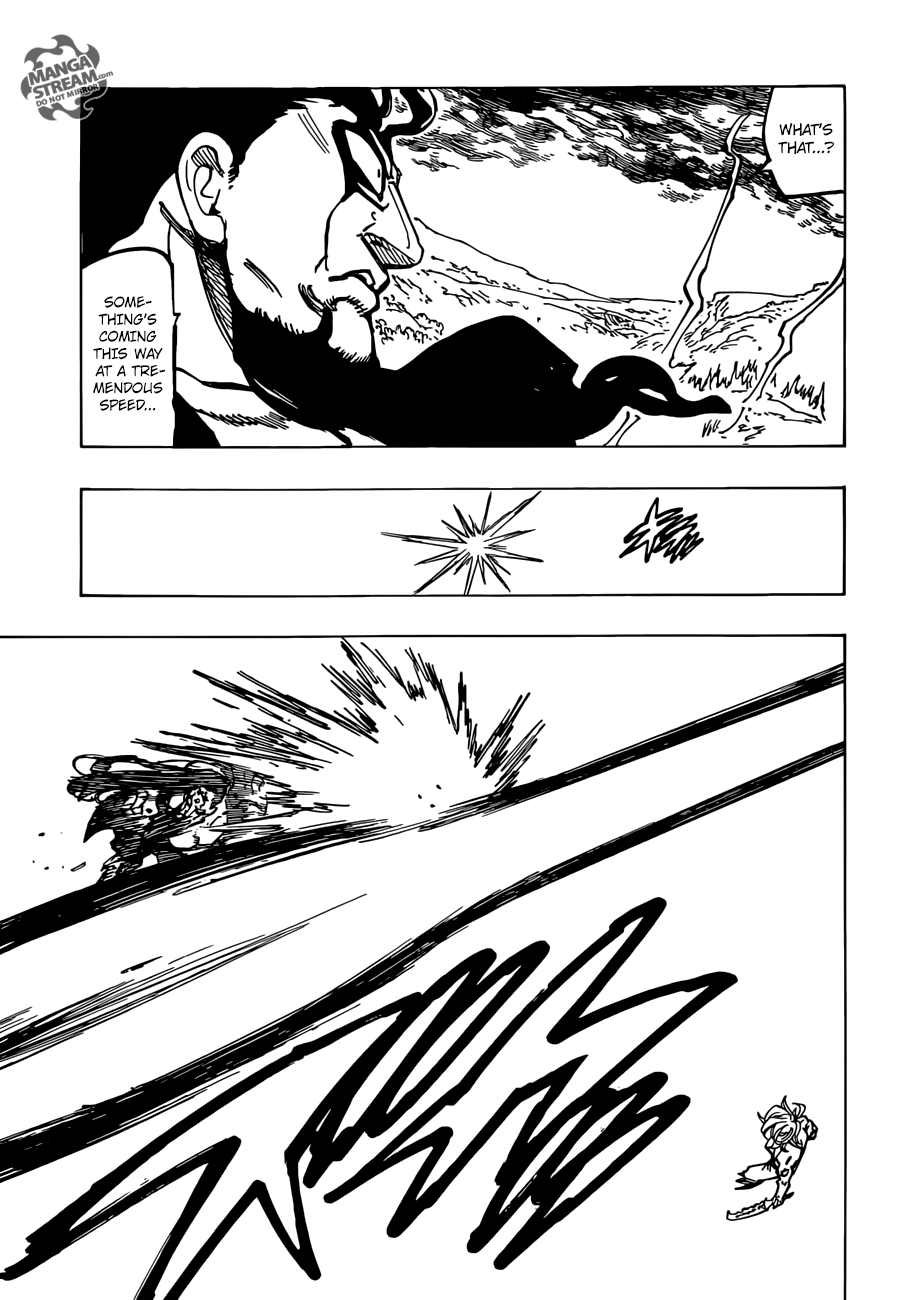 MANGA
STREAM.com
DO NOT MIRROR
WHAT'S
THAT...?
SOME-
THING'S
COMING
THIS WAY
AT A TRE-
MENDOUS
SPEED...